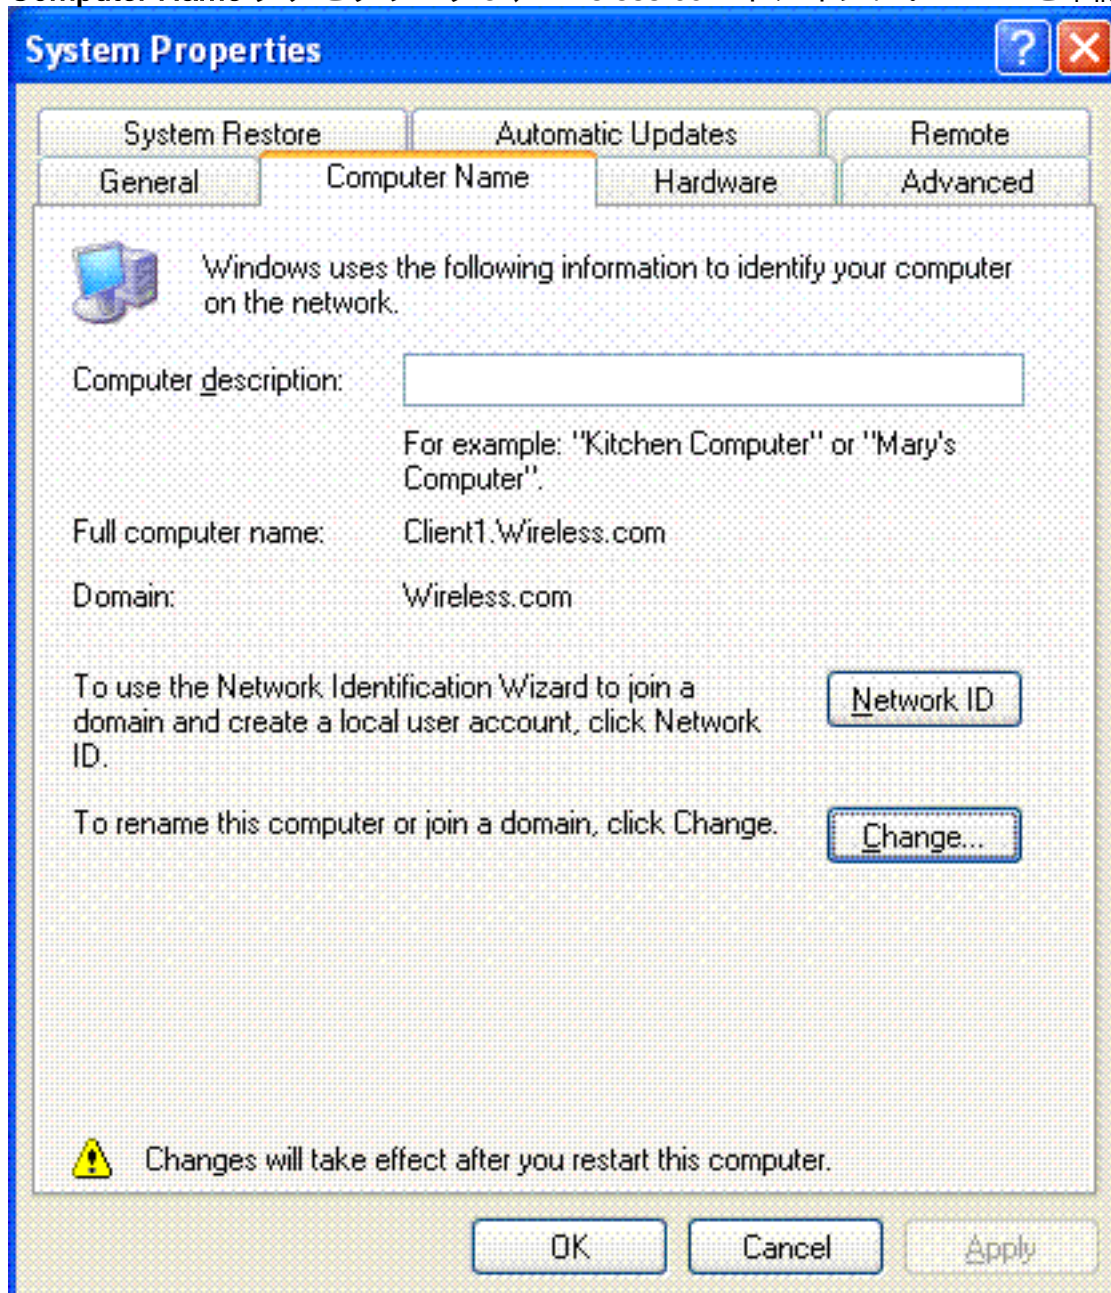 System Properties
System Restore
Automatic Updates
Remote
General
Computer Name
Hardware
Advanced
Windows uses the following information to identify your computer
on the network.
Computer description:
For example: "Kitchen Computer" or "Mary's
Computer".
Full computer name:
Client1.Wireless.com
Domain:
Wireless.com
To use the Network Identification Wizard to join a
domain and create a local user account, click Network
ID.
Network ID
To rename this computer or join a domain, click Change.
Change...
Changes will take effect after you restart this computer.
OK
Cancel
Apply